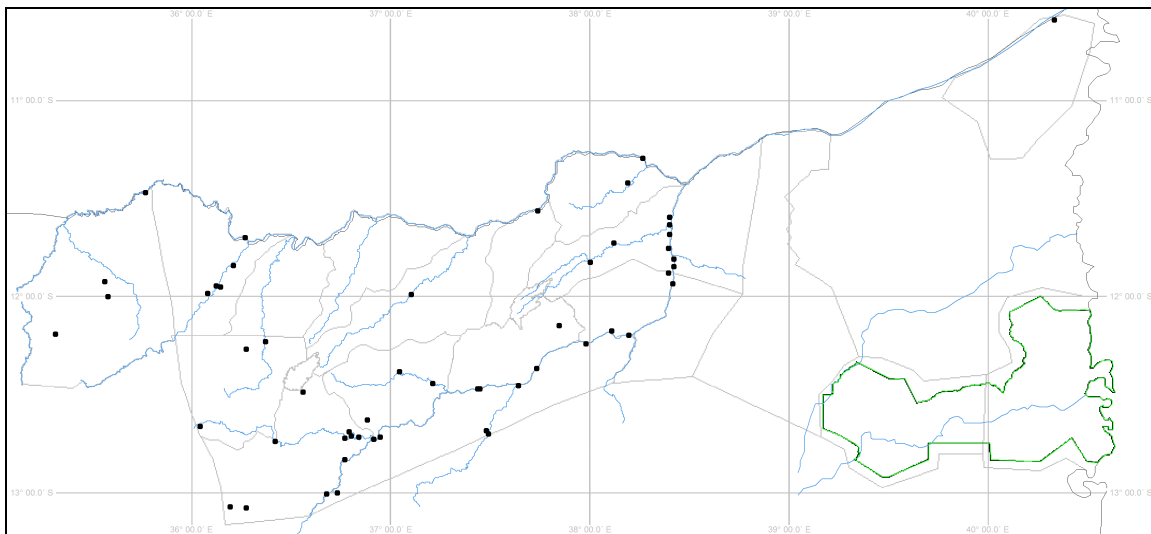 36° 00.0´ E 37° 00.0´ E 38° 00.0´ E 39° 00.0´ E 40° 00.0´ E
11° 00.0´ S 11° 00.0´ S
12° 00.0´ S 12° 00.0´ S
13° 00.0´ S 13° 00.0´ S
36° 00.0´ E 37° 00.0´ E 38° 00.0´ E 39° 00.0´ E 40° 00.0´ E